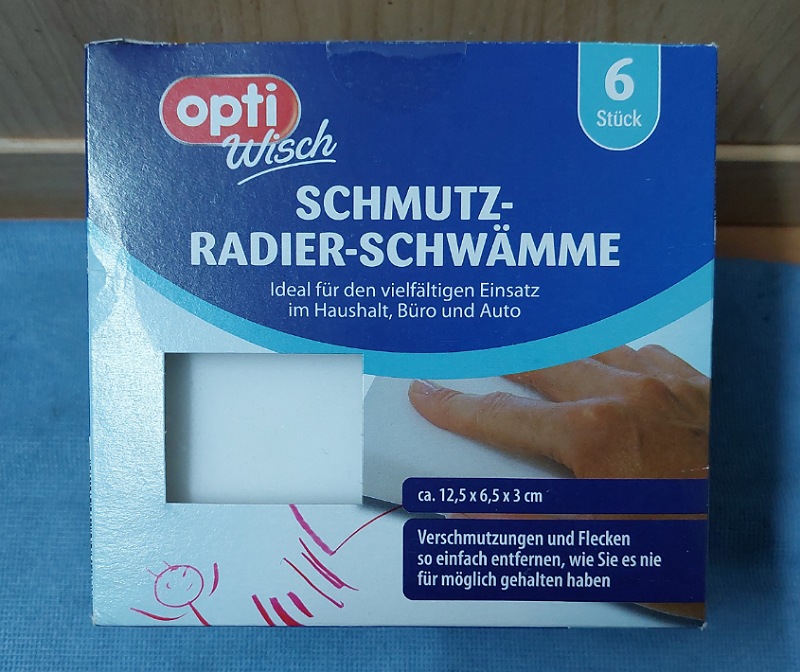 opti
Wisch
6
Stück
SCHMUTZ-
RADIER-SCHWÄMME
Ideal für den vielfältigen Einsatz
im Haushalt, Büro und Auto
ca. 12,5 x 6,5 x 3 cm
Verschmutzungen und Flecken
so einfach entfernen, wie Sie es nie
für möglich gehalten haben